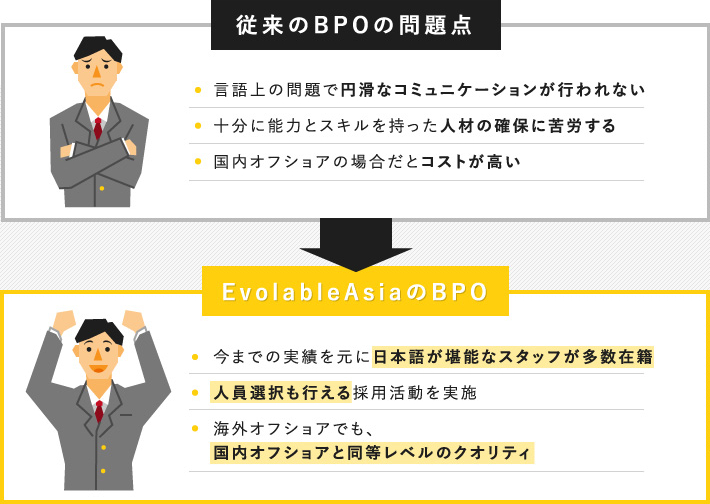 従来のBPOの問題点
言語上の問題で円滑なコミュニケーションが行われない
十分に能力とスキルを持った人材の確保に苦労する
国内オフショアの場合だとコストが高い
EvolableAsiaのBPO
今までの実績を元に日本語が堪能なスタッフが多数在籍
人員選択も行える採用活動を実施
海外オフショアでも、
国内オフショアと同等レベルのクオリティ